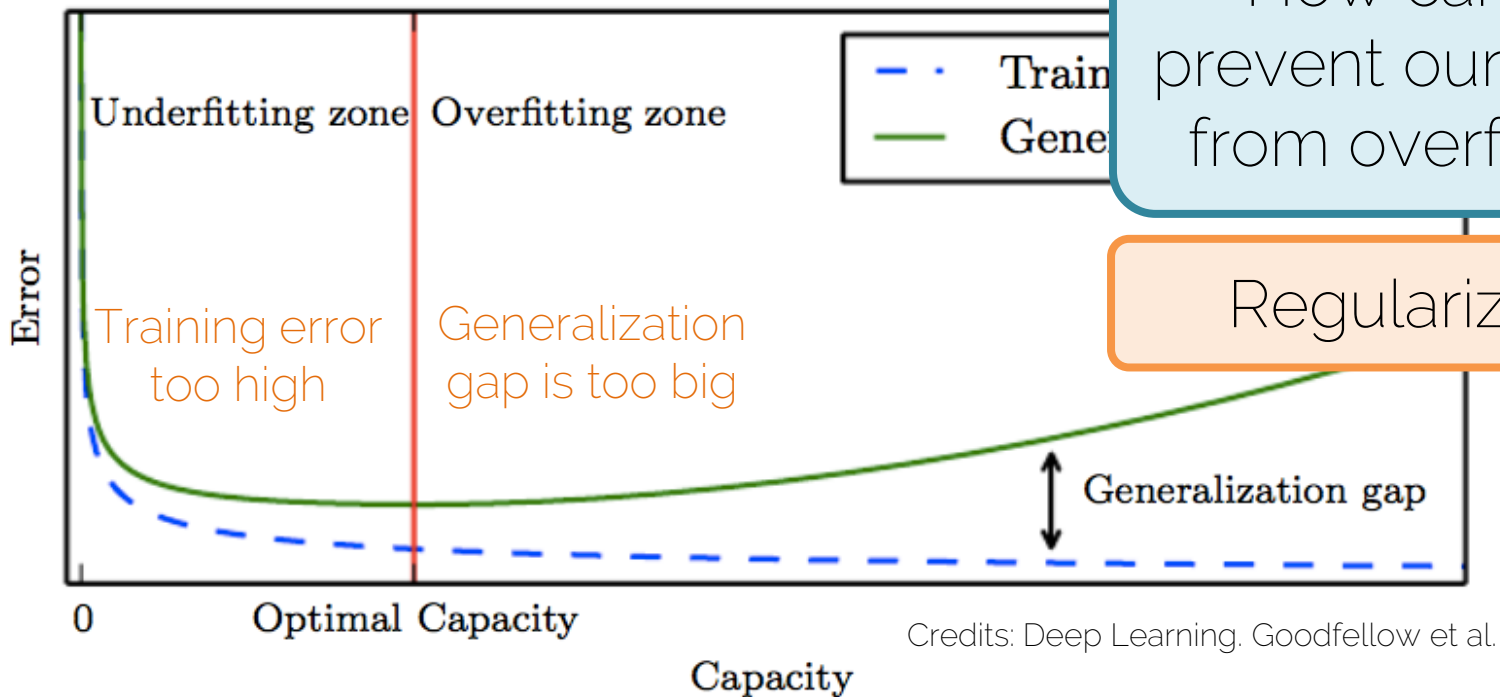 prevent our
from overf
Train
Gene
Underfitting zone
Overfitting zone
Regulariz
Error
Training error
too high
Generalization
gap is too big
Generalization gap
0
Optimal Capacity
Credits: Deep Learning. Goodfellow et al.
Capacity